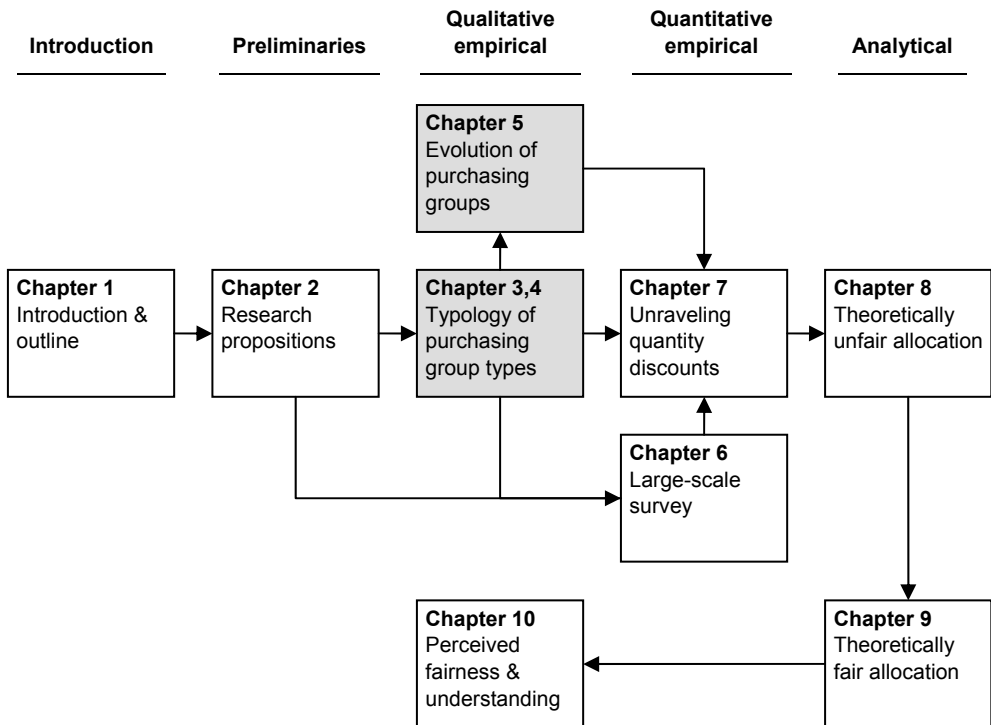 Introduction
Preliminaries
Qualitative
empirical
Quantitative
empirical
Analytical
Chapter 5
Evolution of
purchasing
groups
Chapter 1
Introduction &
outline
Chapter 2
Research
propositions
Chapter 3,4
Typology of
purchasing
group types
Chapter 7
Unraveling
quantity
discounts
Chapter 8
Theoretically
unfair allocation
Chapter 6
Large-scale
survey
Chapter 10
Perceived
fairness &
understanding
Chapter 9
Theoretically
fair allocation